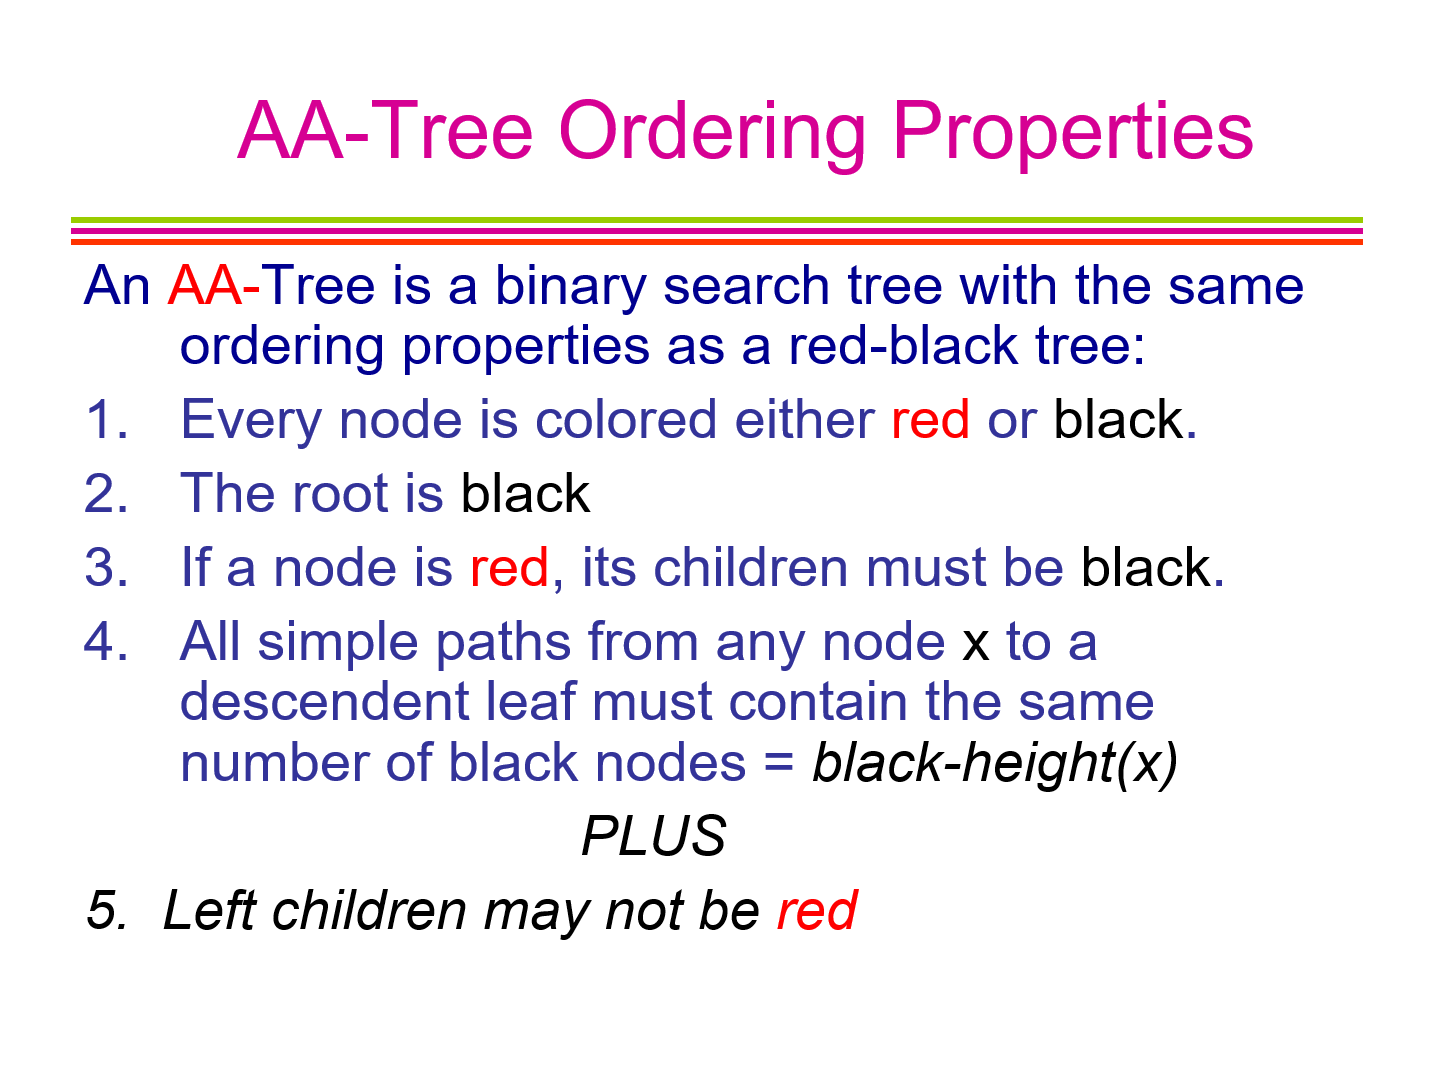 AA-Tree Ordering Properties
An AA-Tree is a binary search tree with the same
ordering properties as a red-black tree:
1. Every node is colored either red or black.
2. The root is black
3. If a node is red, its children must be black.
4. All simple paths from any node x to a
descendent leaf must contain the same
number of black nodes = black-height(x)
PLUS
5. Left children may not be red